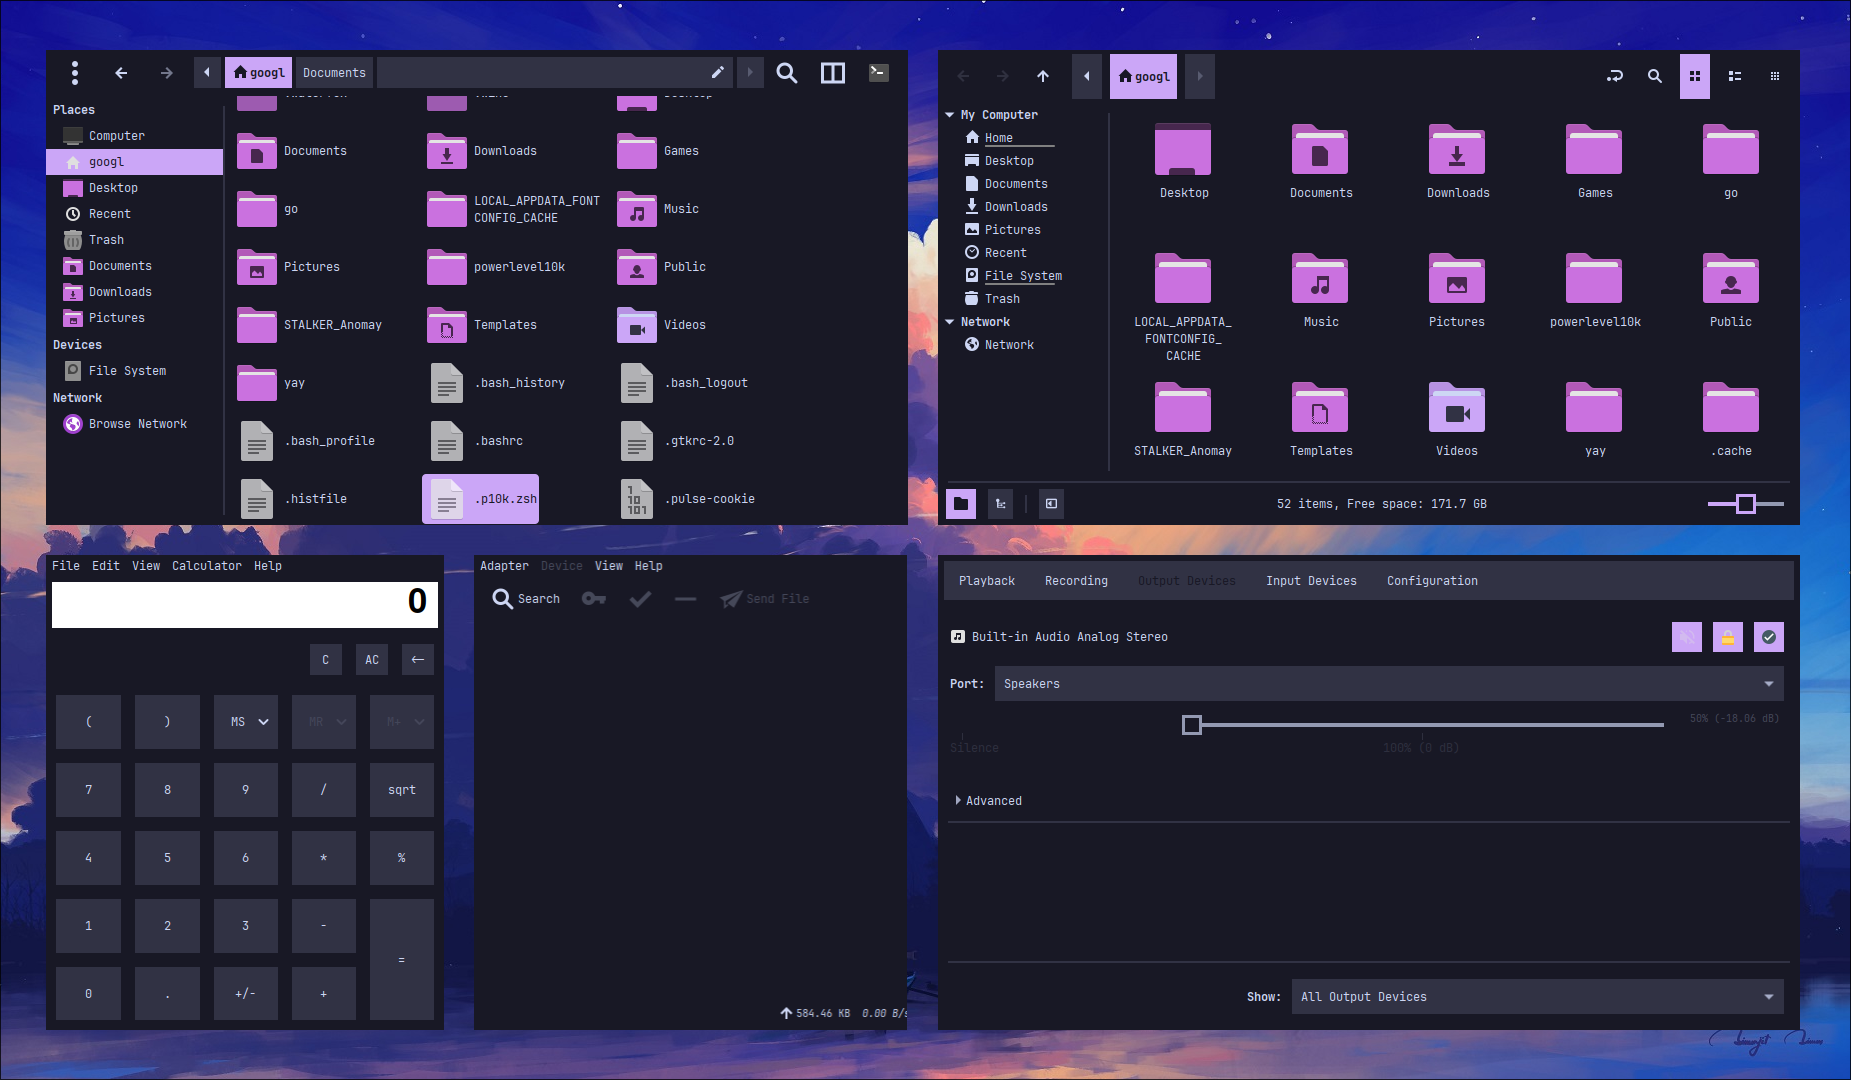 googl
Documents
Places
Computer
googl
Desktop
Recent
Trash
Documents
Downloads
Pictures
Devices
File System
Network
Browse Network
Desktop
Documents
Downloads
Games
go
LOCAL_APPDATA_FONT
CONFIG_CACHE
Music
Pictures
powerlevel10k
Public
STALKER_Anomay
Templates
Videos
yay
.bash_history
.bash_logout
.bash_profile
.bashrc
.gtkrc-2.0
.histfile
.p10k.zsh
.pulse-cookie
googl
My Computer
Home
Desktop
Documents
Downloads
Pictures
Recent
File System
Trash
Network
Network
Desktop
Documents
Downloads
Games
go
LOCAL_APPDATA_
FONTCONFIG_
CACHE
Music
Pictures
powerlevel10k
Public
STALKER_Anomay
Templates
Videos
yay
.cache
52 items, Free space: 171.7 GB
File Edit View Calculator Help
0
C AC ←
( ) MS MR M+
7 8 9 / sqrt
4 5 6 * %
1 2 3 -
=
0 . +/- +
Adapter Device View Help
Search Send File
584.46 KB 0.00 B/s
Playback Recording Output Devices Input Devices Configuration
Built-in Audio Analog Stereo
Port: Speakers
50% (-18.06 dB)
Silence 100% (0 dB)
Advanced
Show: All Output Devices